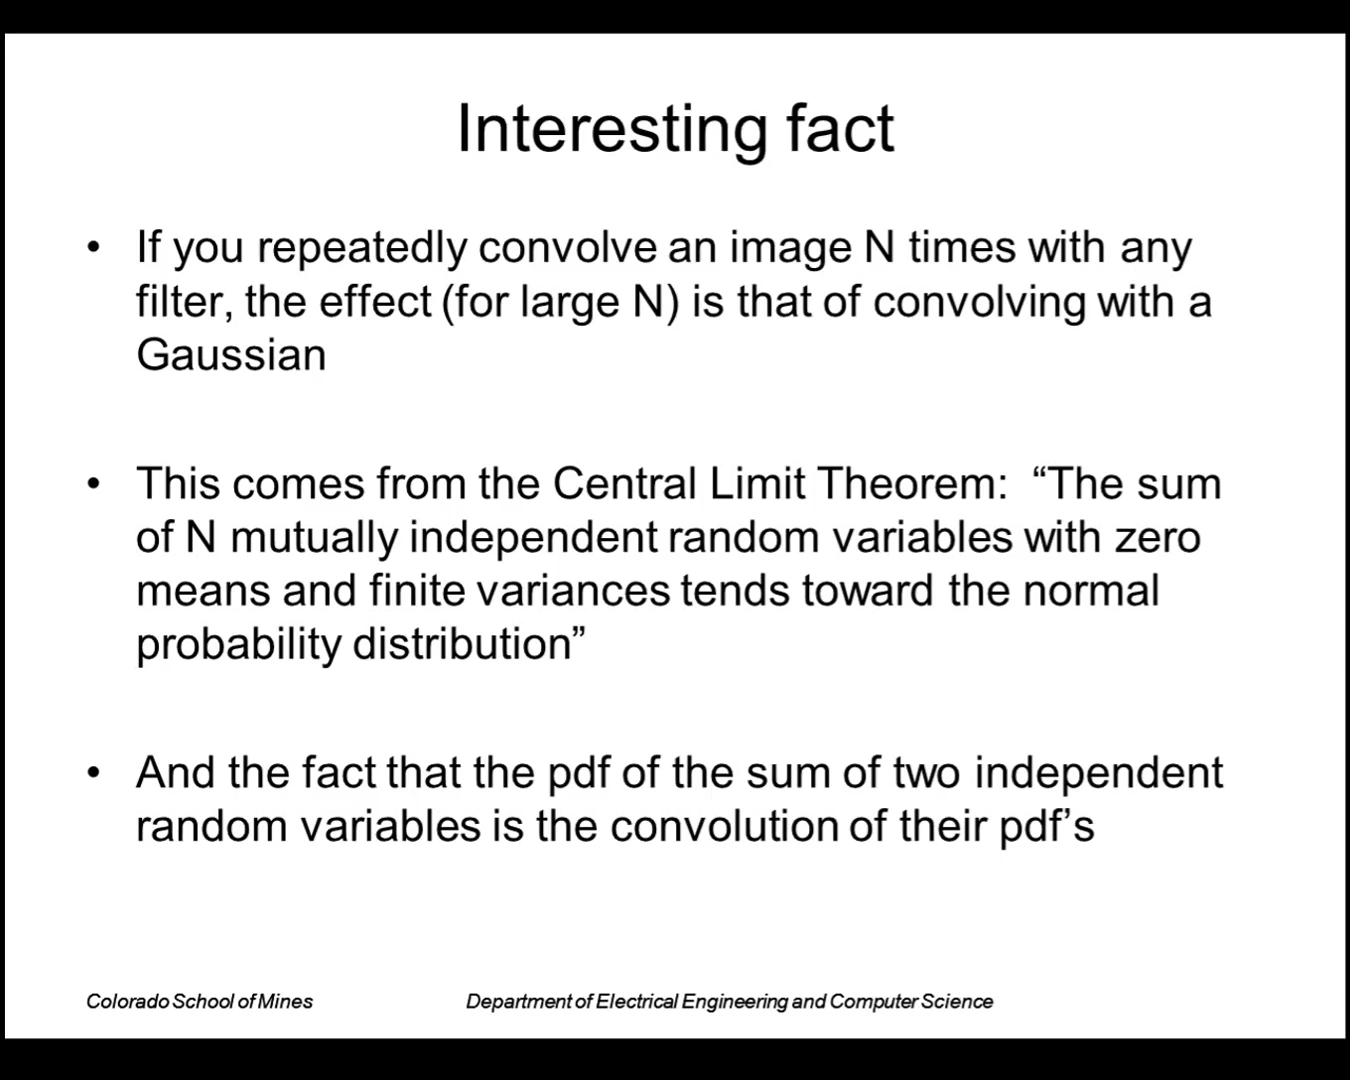 Interesting fact
• If you repeatedly convolve an image N times with any
filter, the effect (for large N) is that of convolving with a
Gaussian
• This comes from the Central Limit Theorem: “The sum
of N mutually independent random variables with zero
means and finite variances tends toward the normal
probability distribution”
• And the fact that the pdf of the sum of two independent
random variables is the convolution of their pdf’s
Colorado School of Mines
Department of Electrical Engineering and Computer Science